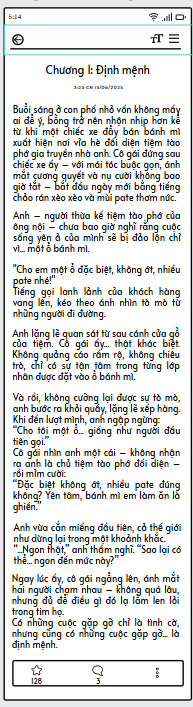 5:14
TT
Chương 1: Định mệnh
3:23 CH 15/06/2025
Buổi sáng ở con phố nhỏ vốn không mấy
ai để ý, bỗng trở nên nhộn nhịp hơn kể
từ khi một chiếc xe đẩy bán bánh mì
xuất hiện nơi vỉa hè đối diện tiệm tào
phớ gia truyền nhà anh. Cô gái đứng sau
chiếc xe ấy – với mái tóc buộc gọn, ánh
mắt cương quyết và nụ cười không bao
giờ tắt – bắt đầu ngày mới bằng tiếng
chảo rán xèo xèo và mùi pate thơm nức.
Anh – người thừa kế tiệm tào phớ của
ông nội – chưa bao giờ nghĩ rằng cuộc
sống yên ả của mình sẽ bị đảo lộn chỉ
vì... một ổ bánh mì.
"Cho em một ổ đặc biệt, không ớt, nhiều
pate nhé!"
Tiếng gọi lanh lảnh của khách hàng
vang lên, kéo theo ánh nhìn tò mò từ
những người đi đường.
Anh lặng lẽ quan sát từ sau cánh cửa gỗ
của tiệm. Cô gái ấy... thật khác biệt.
Không quảng cáo rầm rộ, không chiêu
trò, chỉ có sự tận tâm trong từng lớp
nhân được đặt vào ổ bánh mì.
Và rồi, không cưỡng lại được sự tò mò,
anh bước ra khỏi quầy, lặng lẽ xếp hàng.
Khi đến lượt mình, anh ngập ngừng:
"Cho tôi một ổ... giống như người đầu
tiên gọi."
Cô gái nhìn anh một cái – không nhận
ra anh là chủ tiệm tào phớ đối diện –
rồi mỉm cười:
"Đặc biệt không ớt, nhiều pate đúng
không? Yên tâm, bánh mì em làm ăn là
ghiền."
Anh vừa cắn miếng đầu tiên, cả thế giới
như dừng lại trong một khoảnh khắc.
"...Ngon thật," anh thầm nghĩ. "Sao lại có
thể... ngon đến mức này?"
Ngay lúc ấy, cô gái ngẩng lên, ánh mắt
hai người chạm nhau – không quá lâu,
nhưng đủ để điều gì đó lạ lẫm len lỏi
trong tim họ.
Có những cuộc gặp gỡ chỉ là tình cờ,
nhưng cũng có những cuộc gặp gỡ... là
định mệnh.
128
3